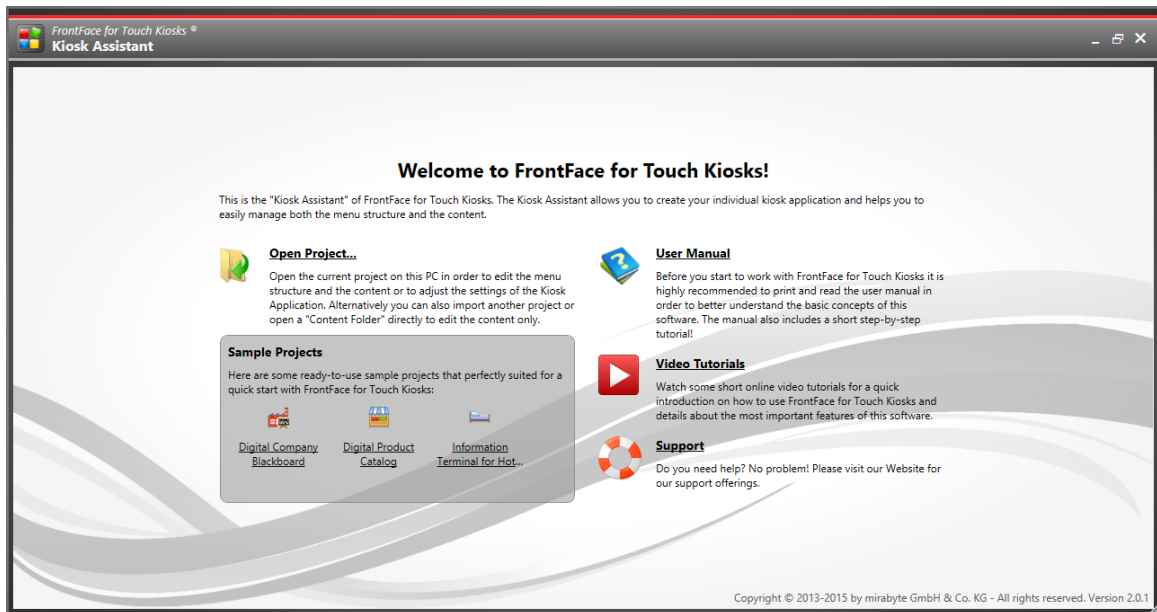 FrontFace for Touch Kiosks ®
Kiosk Assistant
Welcome to FrontFace for Touch Kiosks!
This is the "Kiosk Assistant" of FrontFace for Touch Kiosks. The Kiosk Assistant allows you to create your individual kiosk application and helps you to
easily manage both the menu structure and the content.
Open Project...
Open the current project on this PC in order to edit the menu
structure and the content or to adjust the settings of the Kiosk
Application. Alternatively you can also import another project or
open a "Content Folder" directly to edit the content only.
Sample Projects
Here are some ready-to-use sample projects that perfectly suited for a
quick start with FrontFace for Touch Kiosks:
Digital Company
Blackboard
Digital Product
Catalog
Information
Terminal for Hot...
User Manual
Before you start to work with FrontFace for Touch Kiosks it is
highly recommended to print and read the user manual in
order to better understand the basic concepts of this
software. The manual also includes a short step-by-step
tutorial!
Video Tutorials
Watch some short online video tutorials for a quick
introduction on how to use FrontFace for Touch Kiosks and
details about the most important features of this software.
Support
Do you need help? No problem! Please visit our Website for
our support offerings.
Copyright © 2013-2015 by mirabyte GmbH & Co. KG - All rights reserved. Version 2.0.1